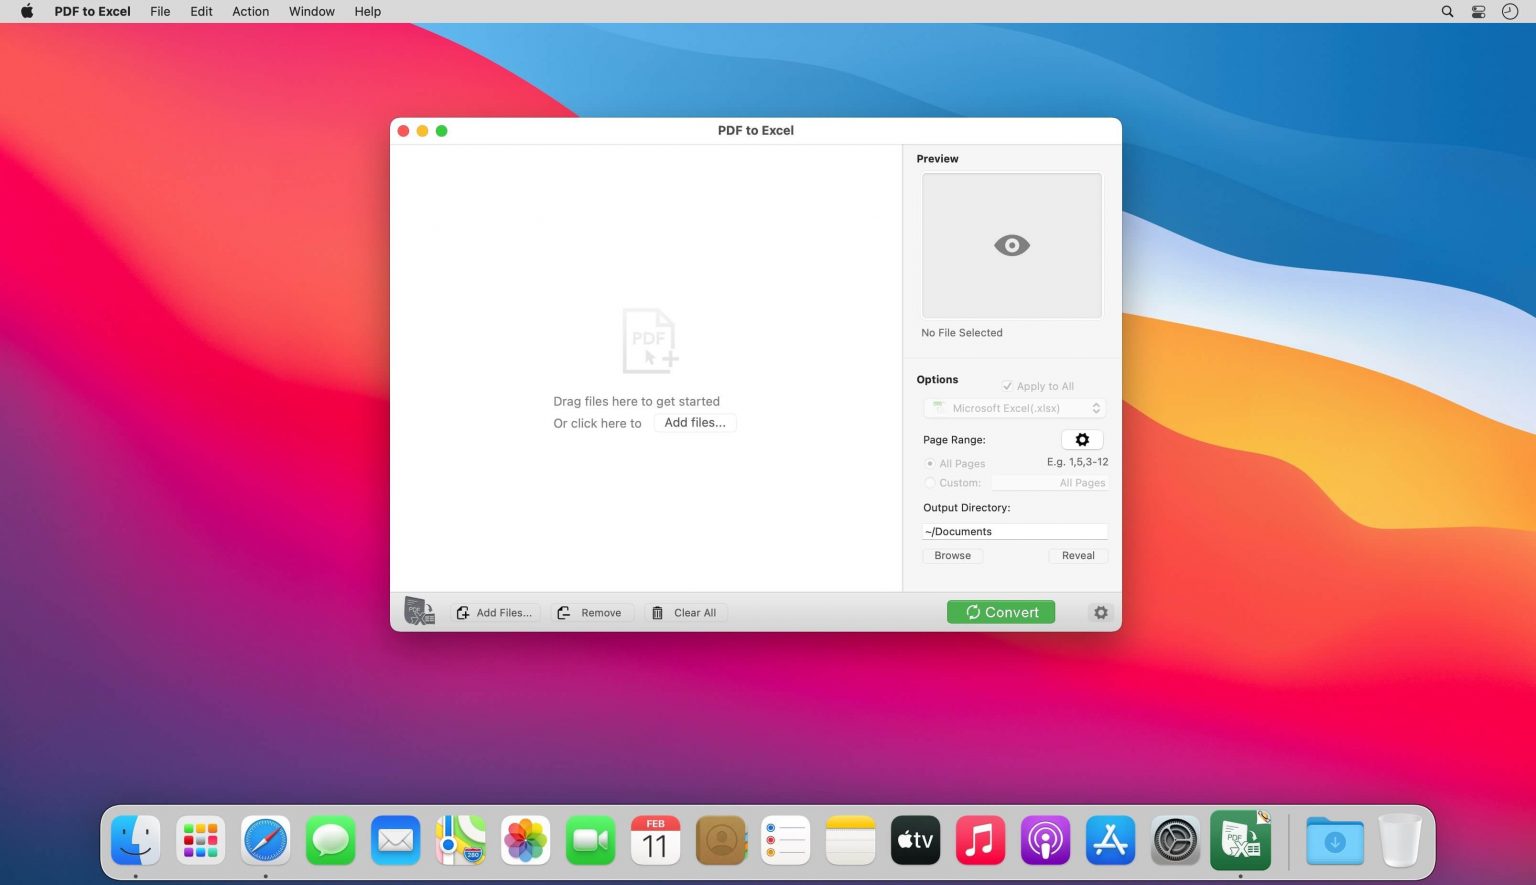 PDF to Excel File Edit Action Window Help
PDF to Excel
Preview
PDF
No File Selected
Drag files here to get started
Or click here to Add files...
Options
Apply to All
Microsoft Excel(.xlsx)
Page Range:
All Pages E.g. 1,5,3-12
Custom: All Pages
Output Directory:
~/Documents
Browse Reveal
Add Files... Remove Clear All Convert
FEB
11
280
tv
PDF